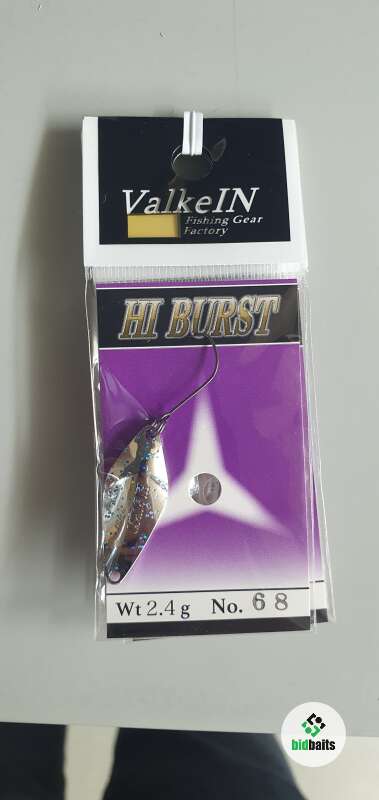 ValkeIN
Fishing Gear
Factory
HI BURST
Wt 2.4 g No. 68
bidbaits